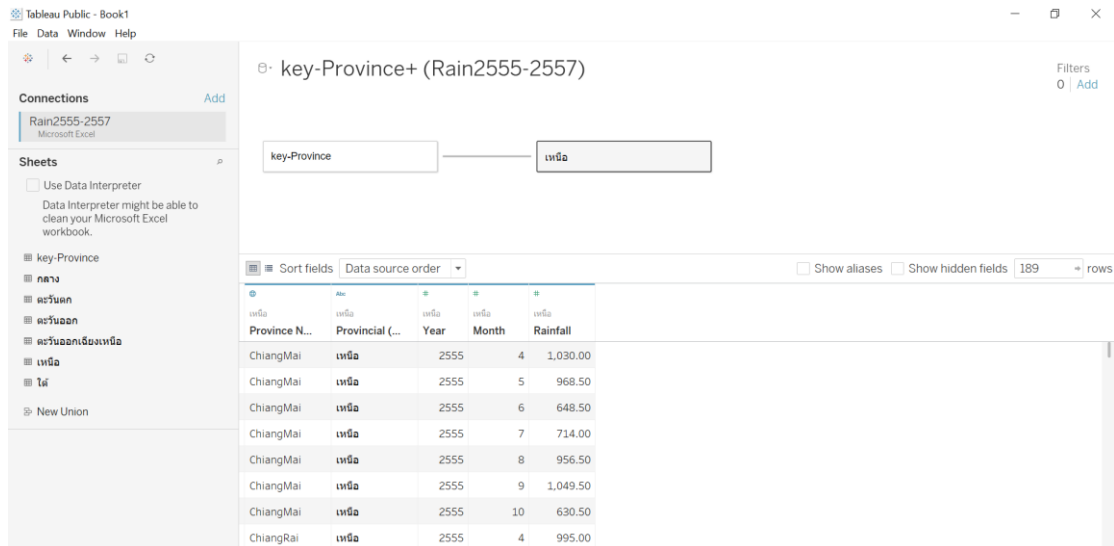 Tableau Public - Book1
File Data Window Help
key-Province+ (Rain2555-2557)
Filters
0 Add
Connections Add
Rain2555-2557
Microsoft Excel
Sheets
Use Data Interpreter
Data Interpreter might be able to
clean your Microsoft Excel
workbook.
key-Province
กลาง
ตะวันตก
ตะวันออก
ตะวันออกเฉียงเหนือ
เหนือ
ใต้
New Union
key-Province เหนือ
Sort fields Data source order Show aliases Show hidden fields 189 rows
Abc # # #
เหนือ เหนือ เหนือ เหนือ เหนือ
Province N... Provincial (... Year Month Rainfall
ChiangMai เหนือ 2555 4 1,030.00
ChiangMai เหนือ 2555 5 968.50
ChiangMai เหนือ 2555 6 648.50
ChiangMai เหนือ 2555 7 714.00
ChiangMai เหนือ 2555 8 956.50
ChiangMai เหนือ 2555 9 1,049.50
ChiangMai เหนือ 2555 10 630.50
ChiangRai เหนือ 2555 4 995.00